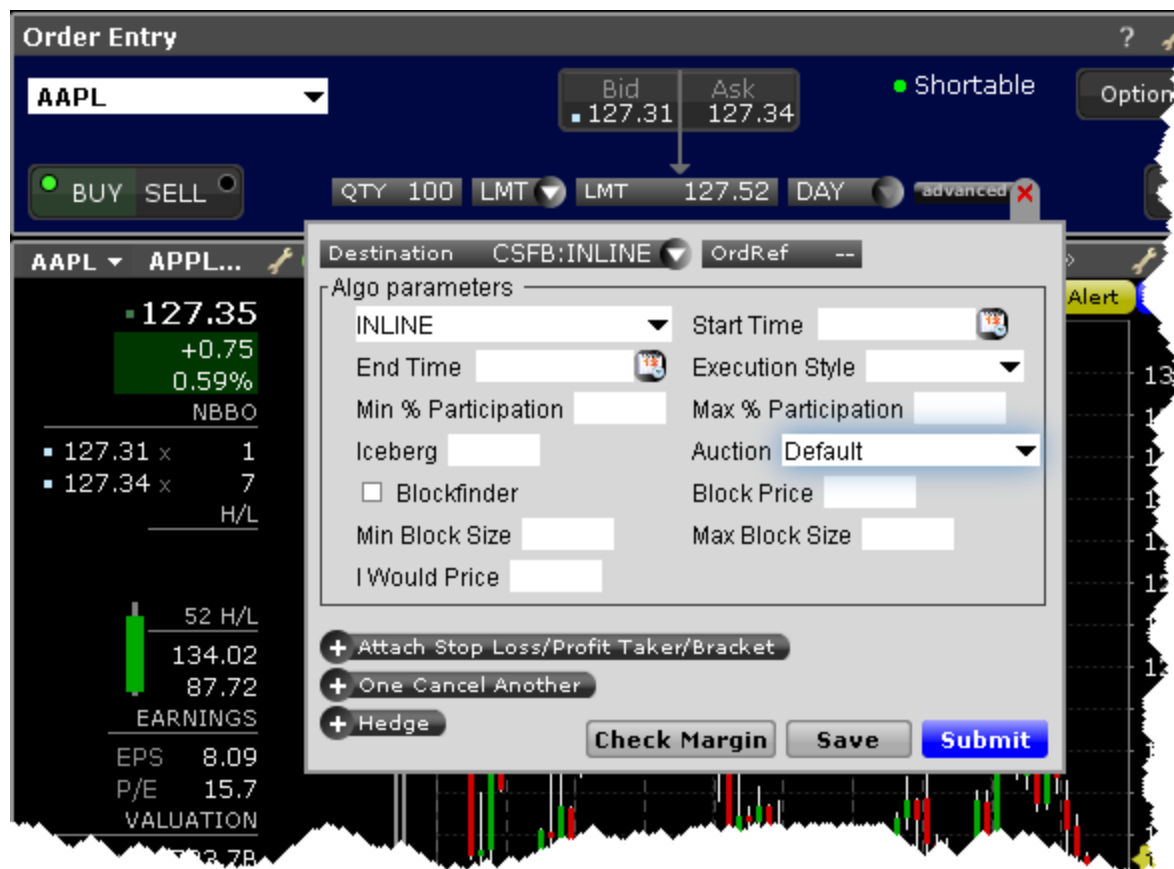 Order Entry ?
AAPL
Bid Ask
127.31 127.34
Shortable
Option
BUY SELL
QTY 100 LMT LMT 127.52 DAY advanced
AAPL APPL...
Destination CSFB:INLINE OrdRef --
Algo parameters
INLINE Start Time
End Time Execution Style
Min % Participation Max % Participation
Iceberg Auction Default
Blockfinder Block Price
Min Block Size Max Block Size
I Would Price
Attach Stop Loss/Profit Taker/Bracket
One Cancel Another
Hedge
Check Margin Save Submit
127.35
+0.75
0.59%
NBBO
127.31 x 1
127.34 x 7
H/L
52 H/L
134.02
87.72
EARNINGS
EPS 8.09
P/E 15.7
VALUATION
Alert